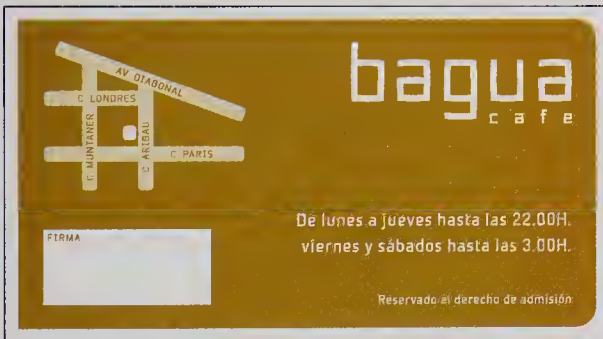 AV DIAGONAL
C LONDRES
C MUNTANER
C ARIBAU
C PARIS
bagua
cafe
De lunes a jueves hasta las 22.00H.
viernes y sábados hasta las 3.00H.
FIRMA
Reservado el derecho de admisión